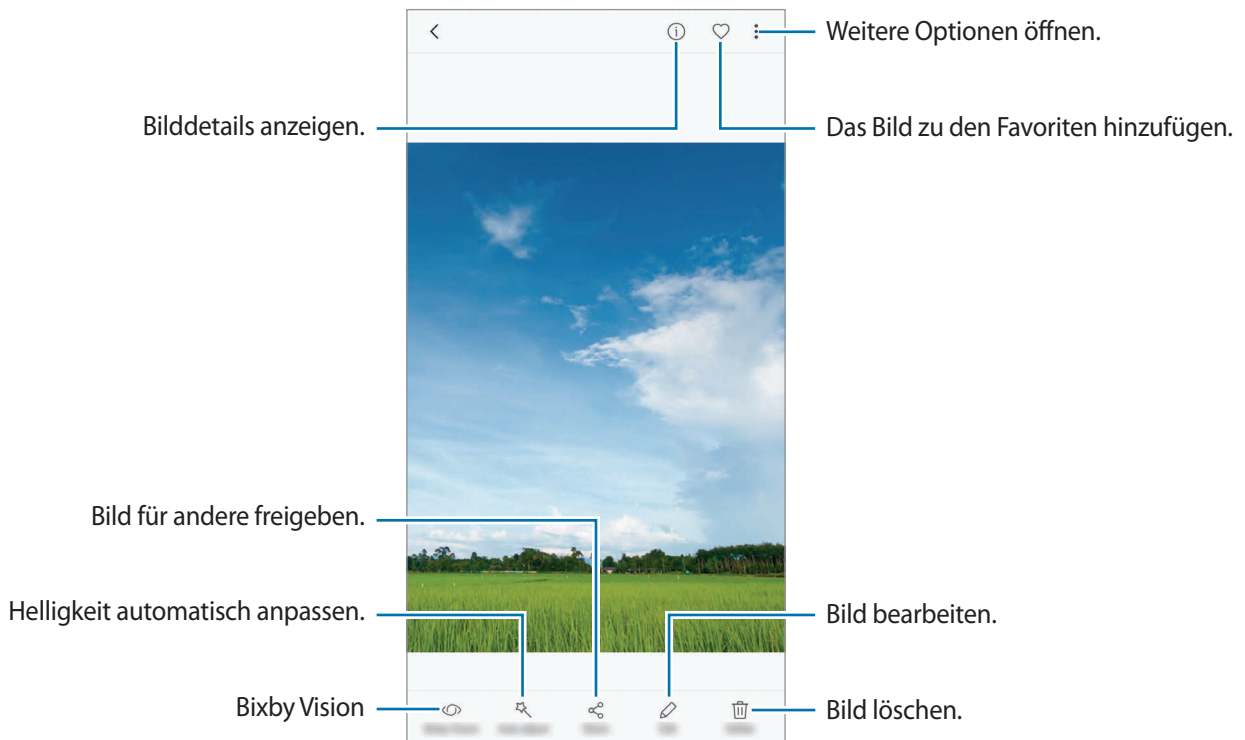 Weitere Optionen öffnen.
Bilddetails anzeigen.
Das Bild zu den Favoriten hinzufügen.
Bild für andere freigeben.
Helligkeit automatisch anpassen.
Bild bearbeiten.
Bixby Vision
Bild löschen.